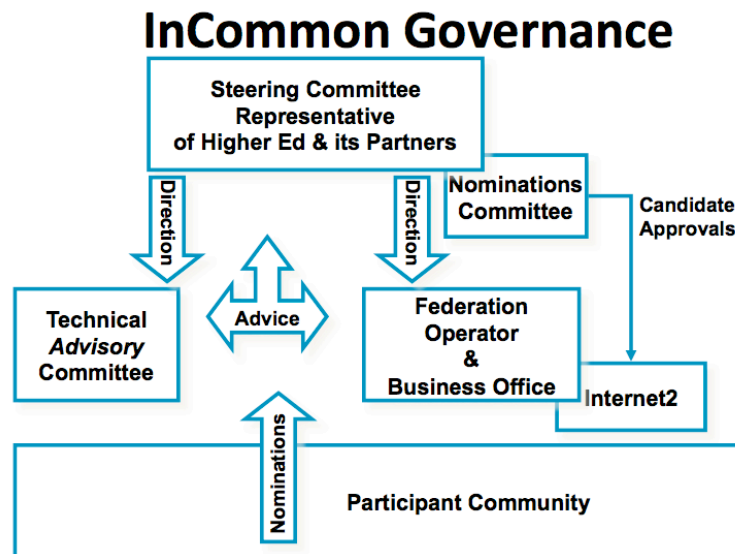 InCommon Governance
Steering Committee
Representative
of Higher Ed & its Partners
Direction
Direction
Nominations
Committee
Candidate
Approvals
Technical
Advisory
Committee
Advice
Federation
Operator
&
Business Office
Internet2
Nominations
Participant Community